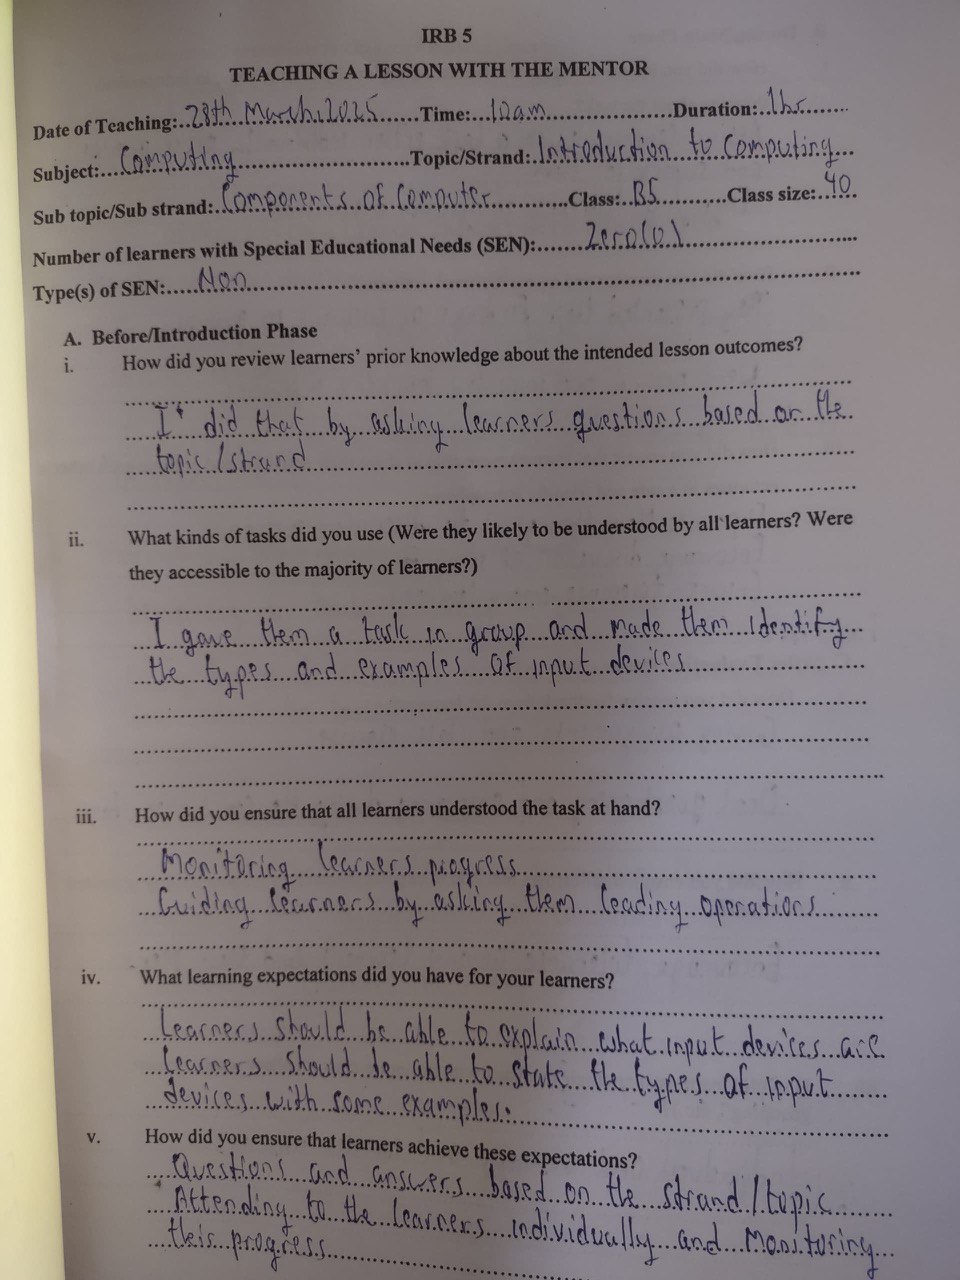 IRB 5
TEACHING A LESSON WITH THE MENTOR
Date of Teaching:..28th March, 2025......Time:...10am......................Duration:..1hr.......
Subject:...Computing..............................Topic/Strand:.Introduction to Computing...
Sub topic/Sub strand:.Components of Computer.............Class:..B5...........Class size:..40.
Number of learners with Special Educational Needs (SEN):.......Zero(0)..............................
Type(s) of SEN:.....Non........................................................................
A. Before/Introduction Phase
i. How did you review learners' prior knowledge about the intended lesson outcomes?
I did that by asking learners questions based on the
topic/strand
ii. What kinds of tasks did you use (Were they likely to be understood by all learners? Were
they accessible to the majority of learners?)
I gave them a task in group and made them identify
the types and examples of input devices
iii. How did you ensure that all learners understood the task at hand?
Monitoring learners progress
Guiding learners by asking them leading operations
iv. What learning expectations did you have for your learners?
Learners should be able to explain what input devices are
Learners should be able to state the types of input
devices with some examples.
v. How did you ensure that learners achieve these expectations?
Questions and answers based on the strand/topic
Attending to the learners individually and Monitoring
their progress